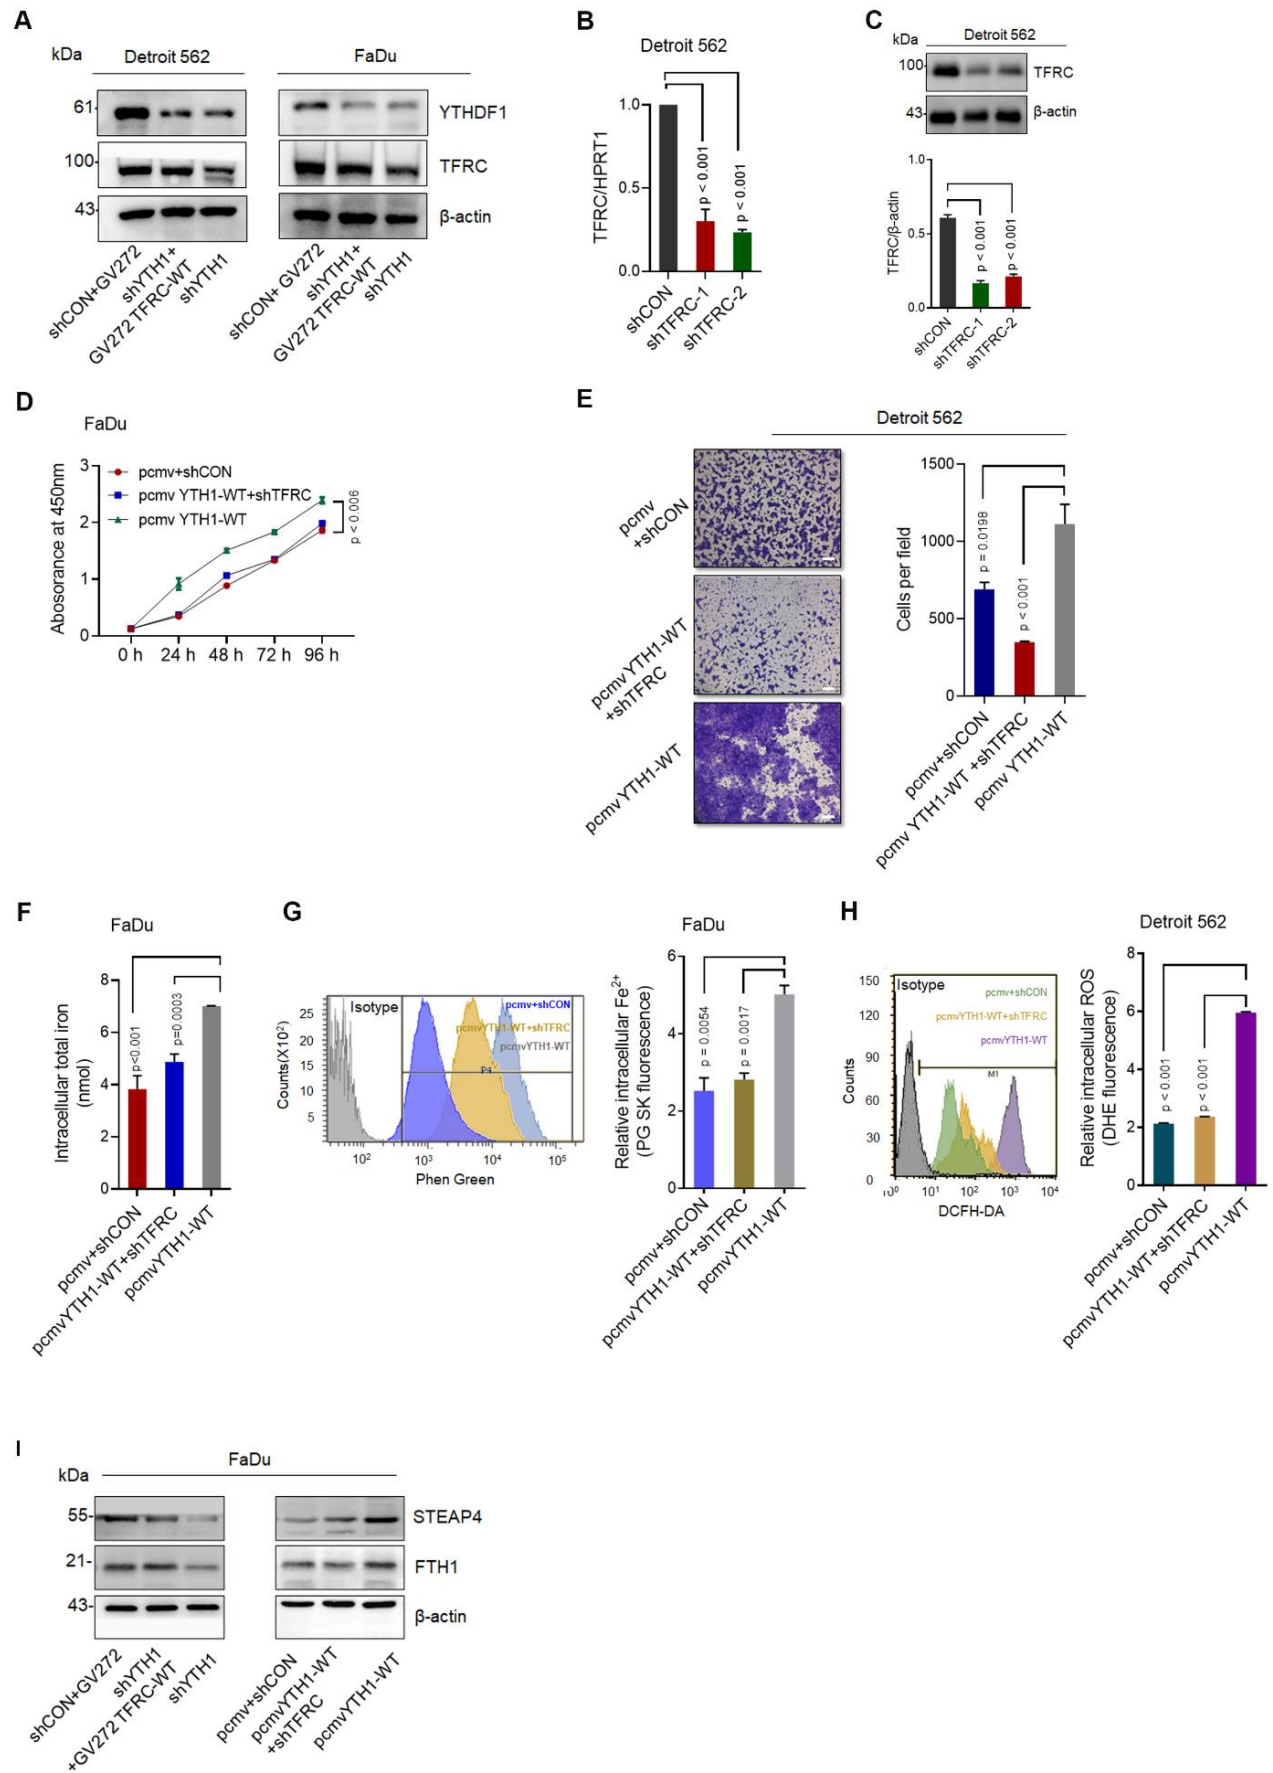 A
kDa
Detroit 562
FaDu
61-
YTHDF1
100-
TFRC
43-
β-actin
shCON+GV272
shYTH1+
GV272 TFRC-WT
shYTH1
shCON+ GV272
shYTH1+
GV272 TFRC-WT
shYTH1
B
Detroit 562
TFRC/HPRT1
1.0
0.5
0.0
p < 0.001
p < 0.001
shCON
shTFRC-1
shTFRC-2
C
kDa
Detroit 562
100-
TFRC
43-
β-actin
TFRC/β-actin
1.0
0.5
0.0
p < 0.001
p < 0.001
shCON
shTFRC-1
shTFRC-2
D
FaDu
Abosorance at 450nm
3
2
1
0
pcmv+shCON
pcmv YTH1-WT+shTFRC
pcmv YTH1-WT
p < 0.006
0 h 24 h 48 h 72 h 96 h
E
Detroit 562
pcmv
+shCON
pcmv YTH1-WT
+shTFRC
pcmv YTH1-WT
Cells per field
1500
1000
500
0
p = 0.0198
p < 0.001
pcmv+shCON
pcmv YTH1-WT +shTFRC
pcmv YTH1-WT
F
FaDu
Intracellular total iron
(nmol)
8
6
4
2
0
p<0.001
p=0.0003
pcmv+shCON
pcmvYTH1-WT+shTFRC
pcmvYTH1-WT
G
Counts(X10²)
25
20
15
10
5
Isotype
pcmv+shCON
pcmvYTH1-WT+shTFRC
pcmvYTH1-WT
P4
10² 10³ 10⁴ 10⁵
Phen Green
FaDu
Relative intracellular Fe²⁺
(PG SK fluorescence)
6
4
2
0
p = 0.0054
p = 0.0017
pcmv+shCON
pcmvYTH1-WT+shTFRC
pcmvYTH1-WT
H
Counts
150
120
90
60
30
0
Isotype
pcmv+shCON
pcmvYTH1-WT+shTFRC
pcmvYTH1-WT
M1
10⁰ 10¹ 10² 10³ 10⁴
DCFH-DA
Detroit 562
Relative intracellular ROS
(DHE fluorescence)
8
6
4
2
0
p < 0.001
p < 0.001
pcmv+shCON
pcmvYTH1-WT+shTFRC
pcmvYTH1-WT
I
kDa
FaDu
55-
STEAP4
21-
FTH1
43-
β-actin
shCON+GV272
shYTH1
+GV272 TFRC-WT
shYTH1
pcmv+shCON
pcmvYTH1-WT
+shTFRC
pcmvYTH1-WT